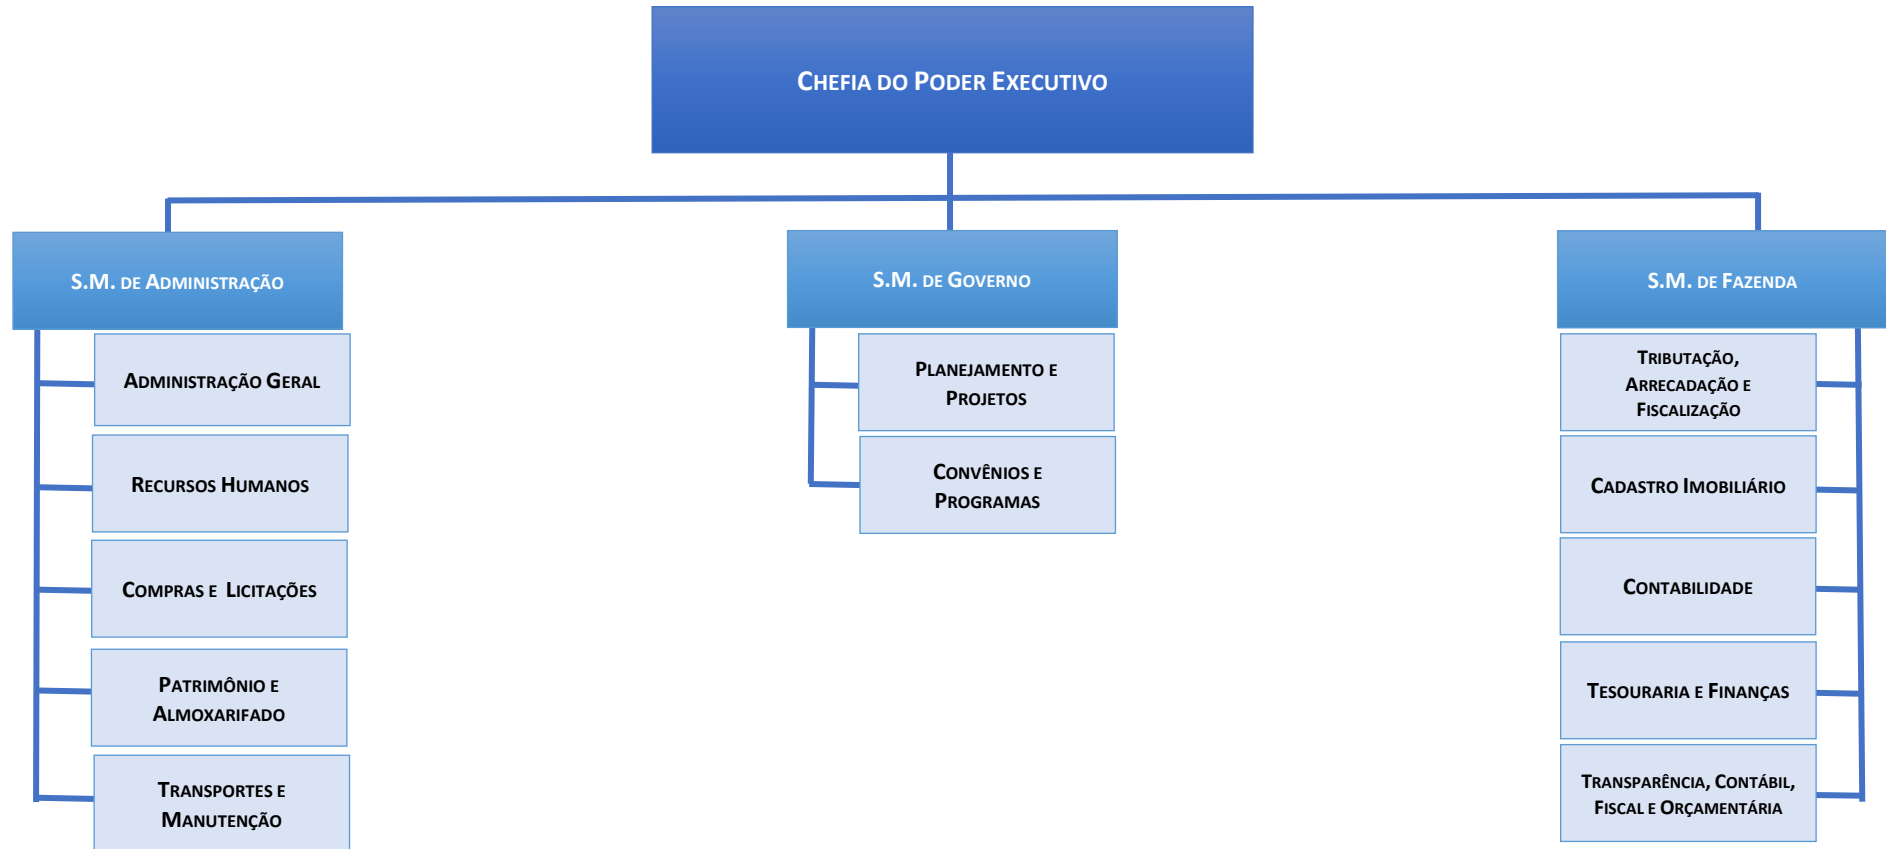 CHEFIA DO PODER EXECUTIVO
S.M. DE ADMINISTRAÇÃO
ADMINISTRAÇÃO GERAL
RECURSOS HUMANOS
COMPRAS E LICITAÇÕES
PATRIMÔNIO E
ALMOXARIFADO
TRANSPORTES E
MANUTENÇÃO
S.M. DE GOVERNO
PLANEJAMENTO E
PROJETOS
CONVÊNIOS E
PROGRAMAS
S.M. DE FAZENDA
TRIBUTAÇÃO,
ARRECADAÇÃO E
FISCALIZAÇÃO
CADASTRO IMOBILIÁRIO
CONTABILIDADE
TESOURARIA E FINANÇAS
TRANSPARÊNCIA, CONTÁBIL,
FISCAL E ORÇAMENTÁRIA